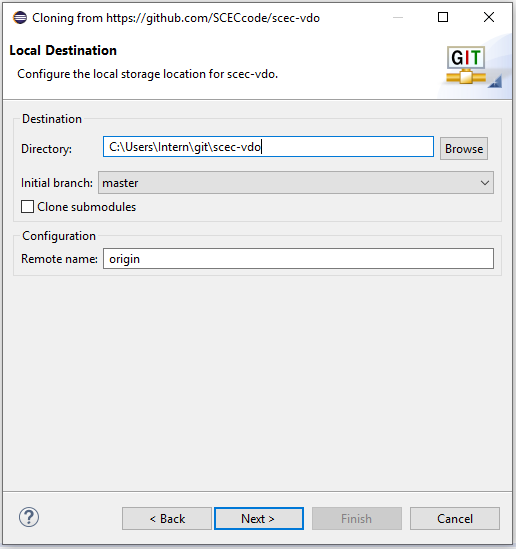 Cloning from https://github.com/SCECcode/scec-vdo
Local Destination
Configure the local storage location for scec-vdo.
GIT
Destination
Directory: C:\Users\Intern\git\scec-vdo Browse
Initial branch: master
Clone submodules
Configuration
Remote name: origin
? < Back Next > Finish Cancel